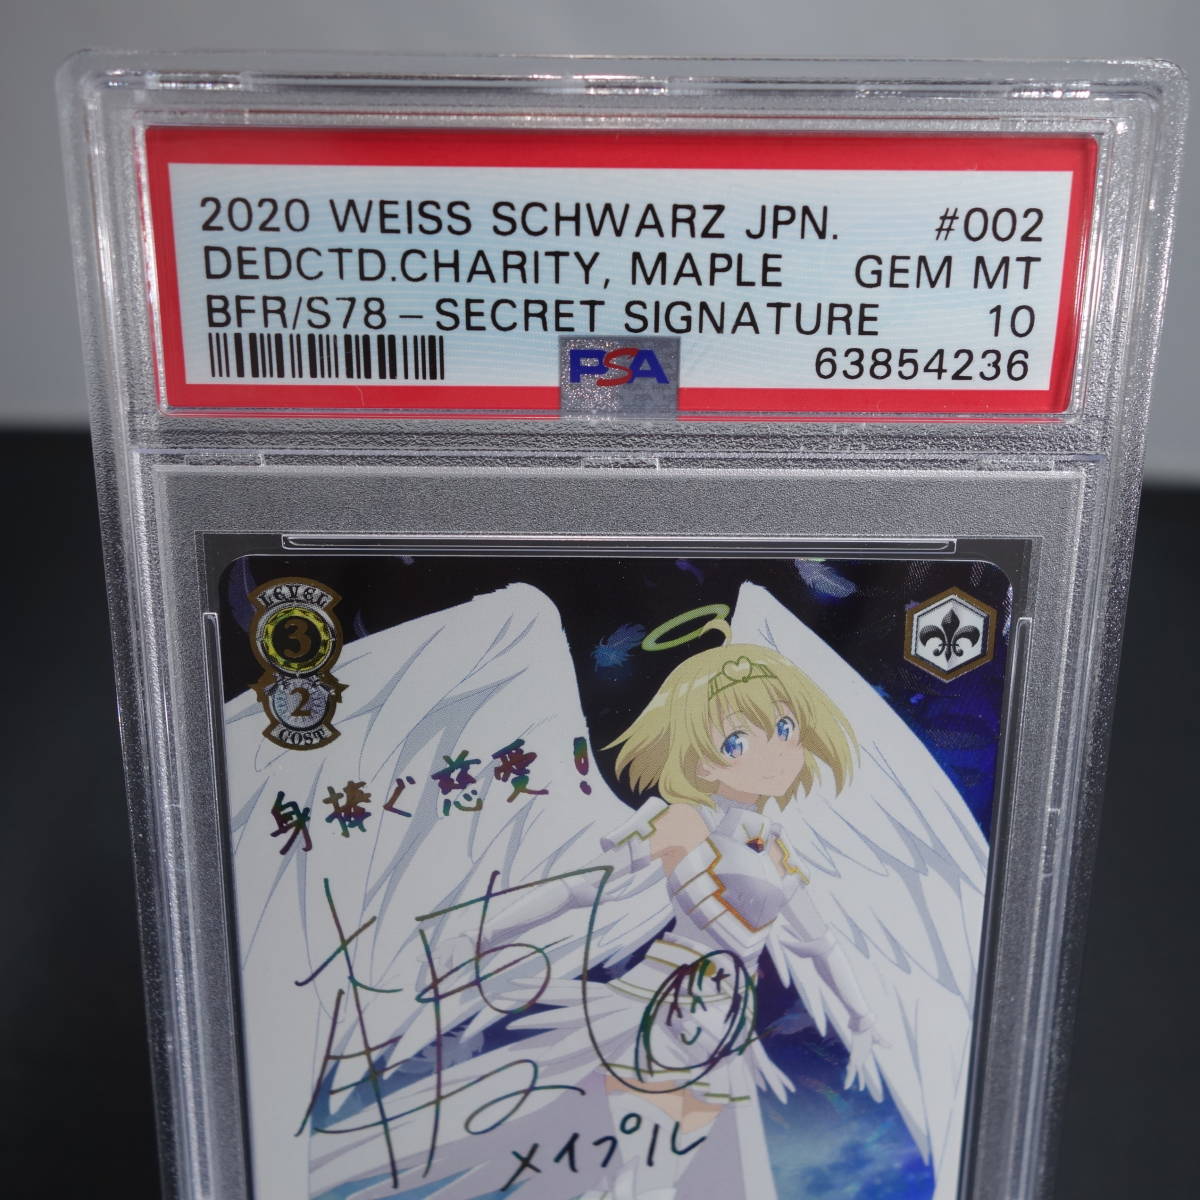 2020 WEISS SCHWARZ JPN. #002
DEDCTD.CHARITY, MAPLE GEM MT
BFR/S78 – SECRET SIGNATURE 10
PSA 63854236
LEVEL
3
2
COST
身捧ぐ慈愛！
メイプル